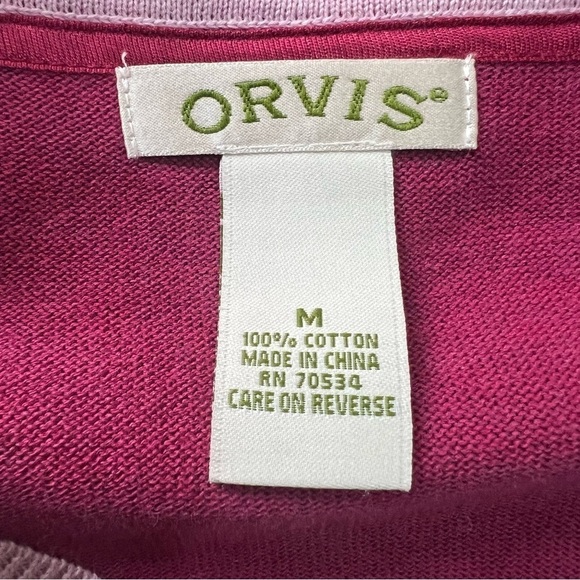 ORVIS®
M
100% COTTON
MADE IN CHINA
RN 70534
CARE ON REVERSE